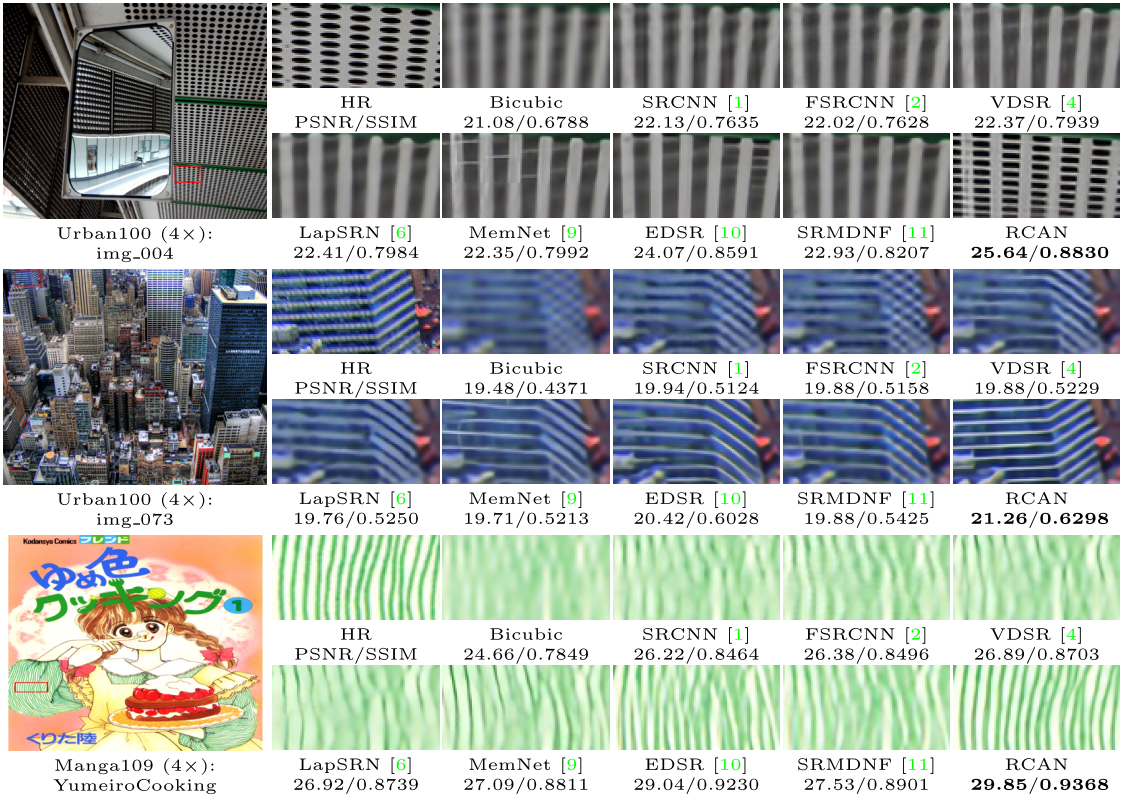 HR
PSNR/SSIM
Bicubic
21.08/0.6788
SRCNN [1]
22.13/0.7635
FSRCNN [2]
22.02/0.7628
VDSR [4]
22.37/0.7939
Urban100 (4×):
img_004
LapSRN [6]
22.41/0.7984
MemNet [9]
22.35/0.7992
EDSR [10]
24.07/0.8591
SRMDNF [11]
22.93/0.8207
RCAN
25.64/0.8830
HR
PSNR/SSIM
Bicubic
19.48/0.4371
SRCNN [1]
19.94/0.5124
FSRCNN [2]
19.88/0.5158
VDSR [4]
19.88/0.5229
Urban100 (4×):
img_073
LapSRN [6]
19.76/0.5250
MemNet [9]
19.71/0.5213
EDSR [10]
20.42/0.6028
SRMDNF [11]
19.88/0.5425
RCAN
21.26/0.6298
Kodansya Comics フレンド
ゆめ色
クッキング 1
くりた陸
HR
PSNR/SSIM
Bicubic
24.66/0.7849
SRCNN [1]
26.22/0.8464
FSRCNN [2]
26.38/0.8496
VDSR [4]
26.89/0.8703
Manga109 (4×):
YumeiroCooking
LapSRN [6]
26.92/0.8739
MemNet [9]
27.09/0.8811
EDSR [10]
29.04/0.9230
SRMDNF [11]
27.53/0.8901
RCAN
29.85/0.9368